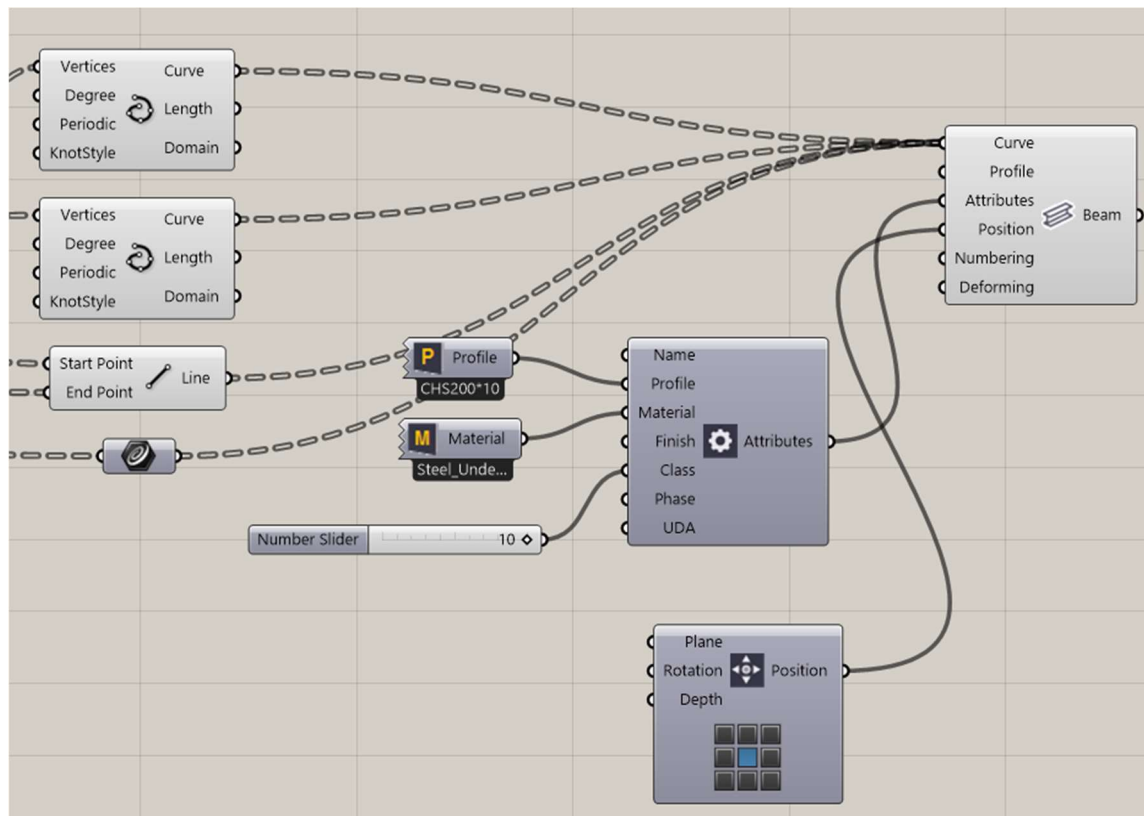 Vertices
Curve
Degree
Length
Periodic
KnotStyle
Domain
Vertices
Curve
Degree
Length
Periodic
KnotStyle
Domain
Start Point
Line
End Point
P Profile
CHS200*10
M Material
Steel_Unde...
Number Slider
10
Name
Profile
Material
Finish
Attributes
Class
Phase
UDA
Plane
Rotation
Position
Depth
Curve
Profile
Attributes
Beam
Position
Numbering
Deforming